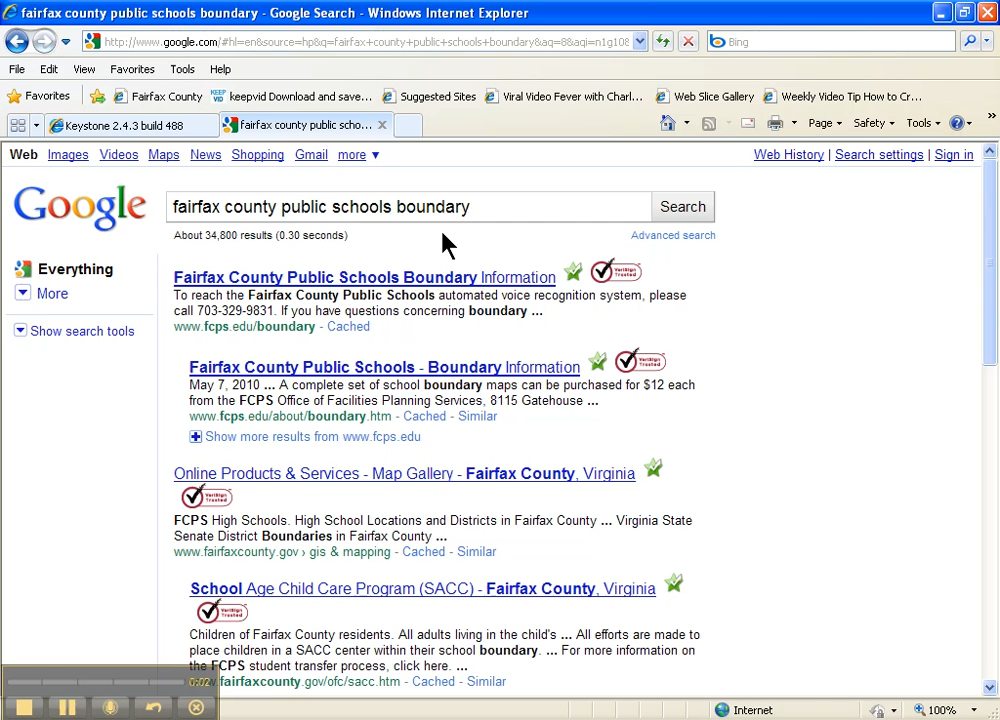 fairfax county public schools boundary - Google Search - Windows Internet Explorer
http://www.google.com/#hl=en&source=hp&q=fairfax+county+public+schools+boundary&aq=8&aqi=n1g108
Bing
File Edit View Favorites Tools Help
Favorites Fairfax County KEEP VID keepvid Download and save... Suggested Sites Viral Video Fever with Charl... Web Slice Gallery Weekly Video Tip How to Cr...
Keystone 2.4.3 build 488 fairfax county public scho... Page Safety Tools »
Web Images Videos Maps News Shopping Gmail more ▼ Web History | Search settings | Sign in
Google fairfax county public schools boundary Search
About 34,800 results (0.30 seconds) Advanced search
Everything
More
Show search tools
Fairfax County Public Schools Boundary Information VeriSign Trusted
To reach the Fairfax County Public Schools automated voice recognition system, please
call 703-329-9831. If you have questions concerning boundary ...
www.fcps.edu/boundary - Cached
Fairfax County Public Schools - Boundary Information VeriSign Trusted
May 7, 2010 ... A complete set of school boundary maps can be purchased for $12 each
from the FCPS Office of Facilities Planning Services, 8115 Gatehouse ...
www.fcps.edu/about/boundary.htm - Cached - Similar
Show more results from www.fcps.edu
Online Products & Services - Map Gallery - Fairfax County, Virginia
VeriSign Trusted
FCPS High Schools. High School Locations and Districts in Fairfax County ... Virginia State
Senate District Boundaries in Fairfax County ...
www.fairfaxcounty.gov › gis & mapping - Cached - Similar
School Age Child Care Program (SACC) - Fairfax County, Virginia
VeriSign Trusted
Children of Fairfax County residents. All adults living in the child's ... All efforts are made to
place children in a SACC center within their school boundary. ... For more information on
the FCPS student transfer process, click here. ...
fairfaxcounty.gov/ofc/sacc.htm - Cached - Similar
0:02
Internet 100%